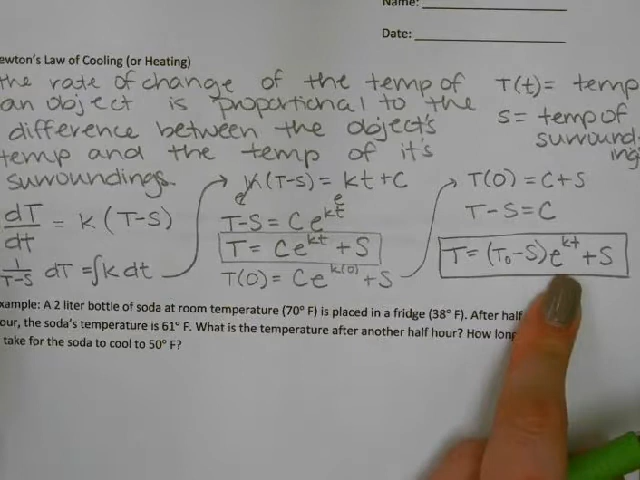 Name:
Date:
ewton's Law of Cooling (or Heating)
the rate of change of the temp of
an object is proportional to the
difference between the object's
temp and the temp of it's
surroundings.
T(t) = temp
S = temp of
surround
ings
dT/dt = K(T-S)
1/T-S dT = ∫k dt
ln(T-S) = kt + C
e e
T-S = Ce^kt
T = Ce^kt + S
T(0) = Ce^k(0) + S
T(0) = C + S
T - S = C
T = (T₀-S)e^kt + S
xample: A 2 liter bottle of soda at room temperature (70° F) is placed in a fridge (38° F). After half
our, the soda's temperature is 61° F. What is the temperature after another half hour? How long
take for the soda to cool to 50° F?